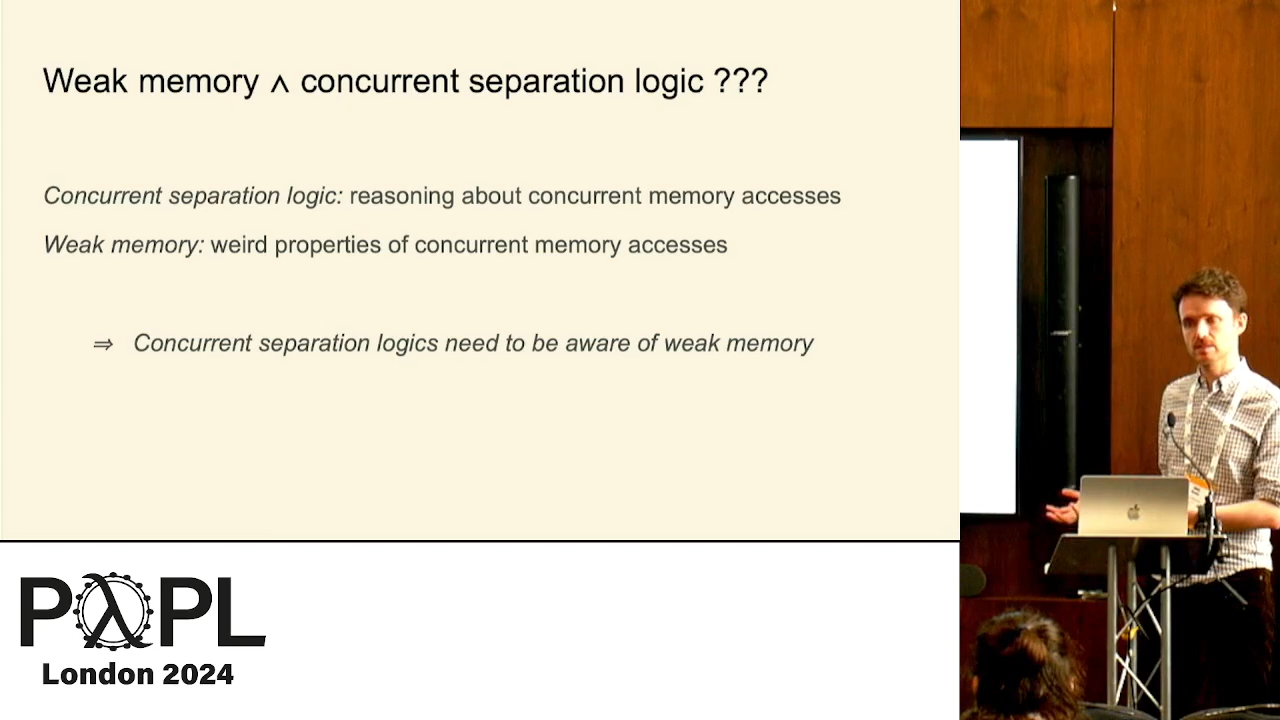 Weak memory ∧ concurrent separation logic ???
Concurrent separation logic: reasoning about concurrent memory accesses
Weak memory: weird properties of concurrent memory accesses
⇒ Concurrent separation logics need to be aware of weak memory
PλPL
London 2024